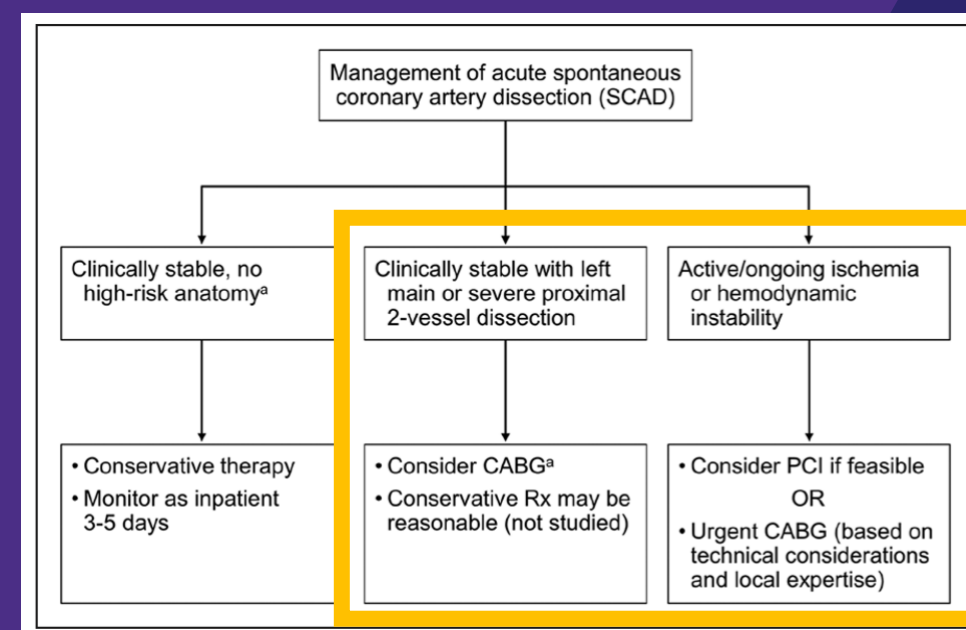 Management of acute spontaneous
coronary artery dissection (SCAD)
Clinically stable, no
high-risk anatomyᵃ
Clinically stable with left
main or severe proximal
2-vessel dissection
Active/ongoing ischemia
or hemodynamic
instability
• Conservative therapy
• Monitor as inpatient
3-5 days
• Consider CABGᵃ
• Conservative Rx may be
reasonable (not studied)
• Consider PCI if feasible
OR
• Urgent CABG (based on
technical considerations
and local expertise)